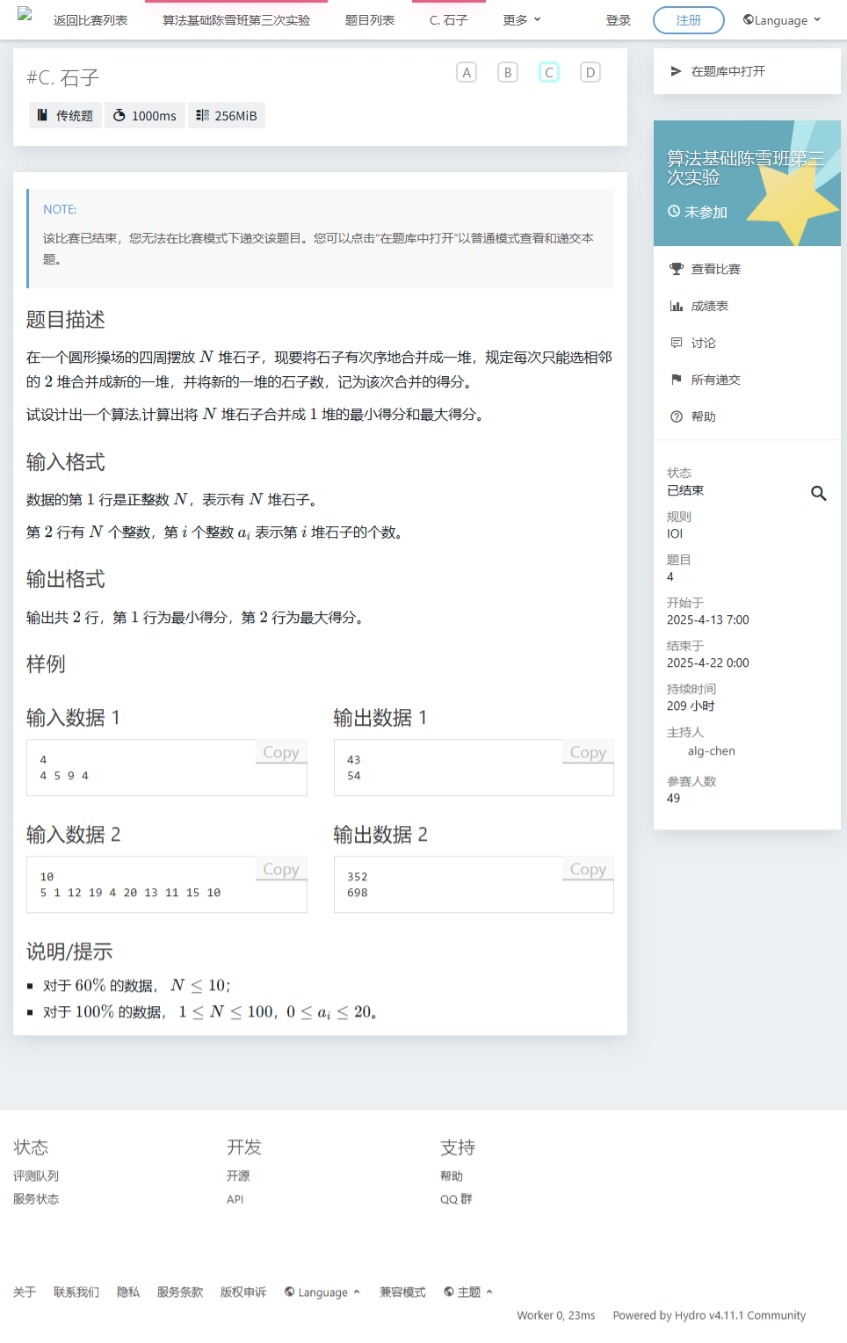 返回比赛列表 算法基础陈雪班第三次实验 题目列表 C. 石子 更多 登录 注册 Language
#C. 石子
A B C D
传统题 1000ms 256MiB
NOTE:
该比赛已结束，您无法在比赛模式下递交该题目。您可以点击“在题库中打开”以普通模式查看和递交本
题。
题目描述
在一个圆形操场的四周摆放 N 堆石子，现要将石子有次序地合并成一堆，规定每次只能选相邻
的 2 堆合并成新的一堆，并将新的一堆的石子数，记为该次合并的得分。
试设计出一个算法,计算出将 N 堆石子合并成 1 堆的最小得分和最大得分。
输入格式
数据的第 1 行是正整数 N，表示有 N 堆石子。
第 2 行有 N 个整数，第 i 个整数 a_i 表示第 i 堆石子的个数。
输出格式
输出共 2 行，第 1 行为最小得分，第 2 行为最大得分。
样例
输入数据 1
Copy
4
4 5 9 4
输出数据 1
Copy
43
54
输入数据 2
Copy
10
5 1 12 19 4 20 13 11 15 10
输出数据 2
Copy
352
698
说明/提示
对于 60% 的数据， N ≤ 10；
对于 100% 的数据， 1 ≤ N ≤ 100，0 ≤ a_i ≤ 20。
在题库中打开
算法基础陈雪班第三
次实验
未参加
查看比赛
成绩表
讨论
所有递交
帮助
状态
已结束
规则
IOI
题目
4
开始于
2025-4-13 7:00
结束于
2025-4-22 0:00
持续时间
209 小时
主持人
alg-chen
参赛人数
49
状态
评测队列
服务状态
开发
开源
API
支持
帮助
QQ 群
关于 联系我们 隐私 服务条款 版权申诉 Language 兼容模式 主题
Worker 0, 23ms Powered by Hydro v4.11.1 Community